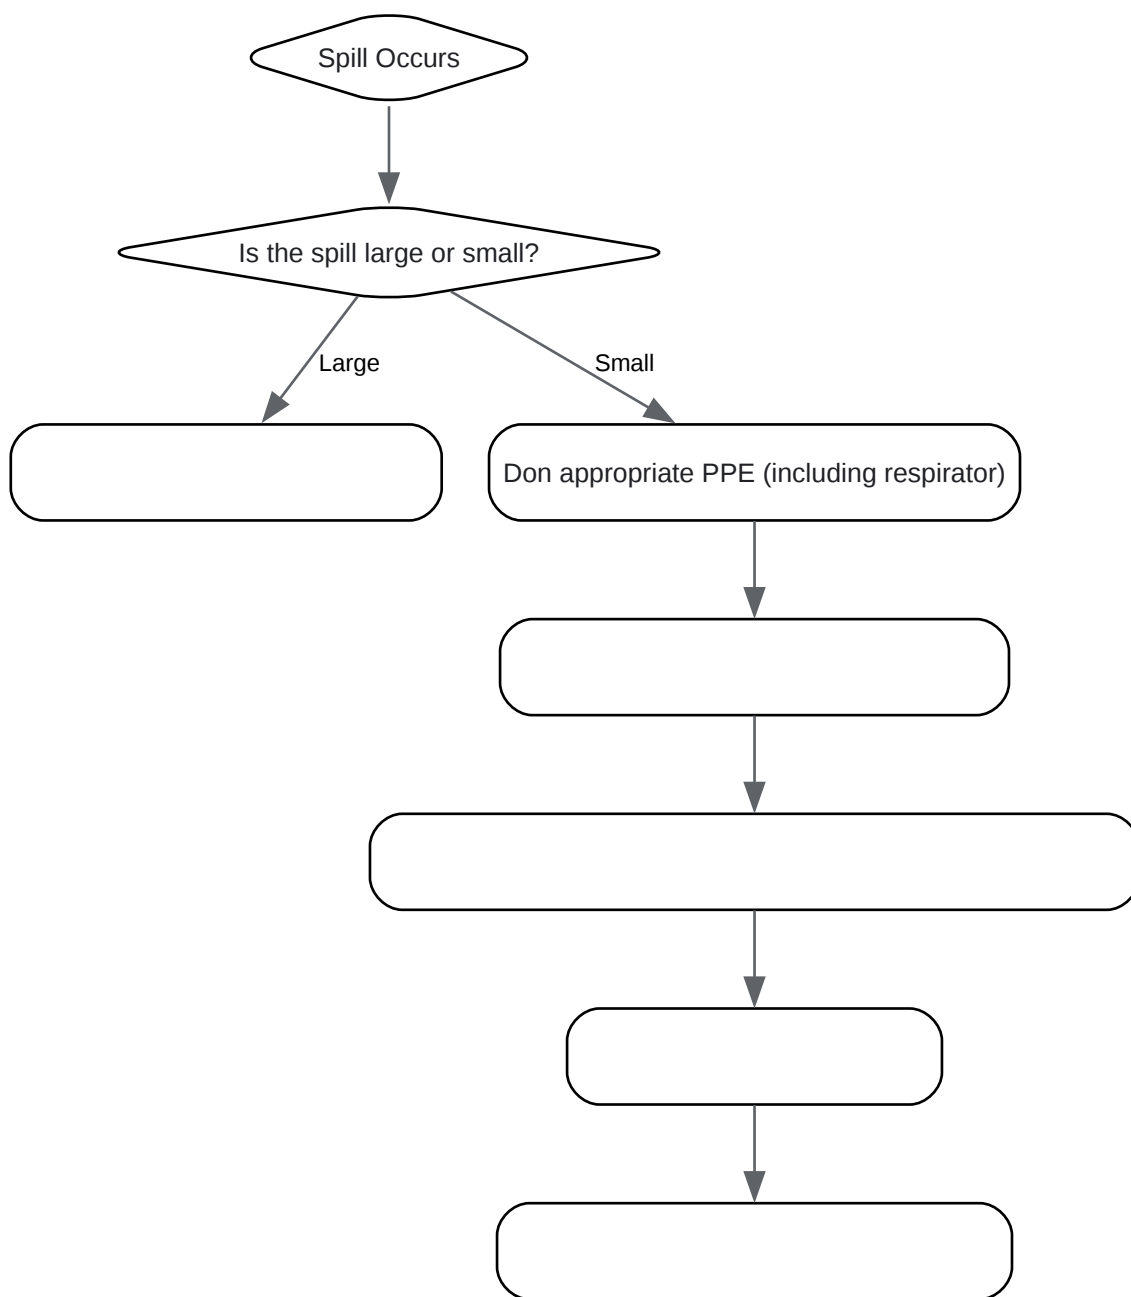 Spill Occurs
Is the spill large or small?
Large
Small
Don appropriate PPE (including respirator)